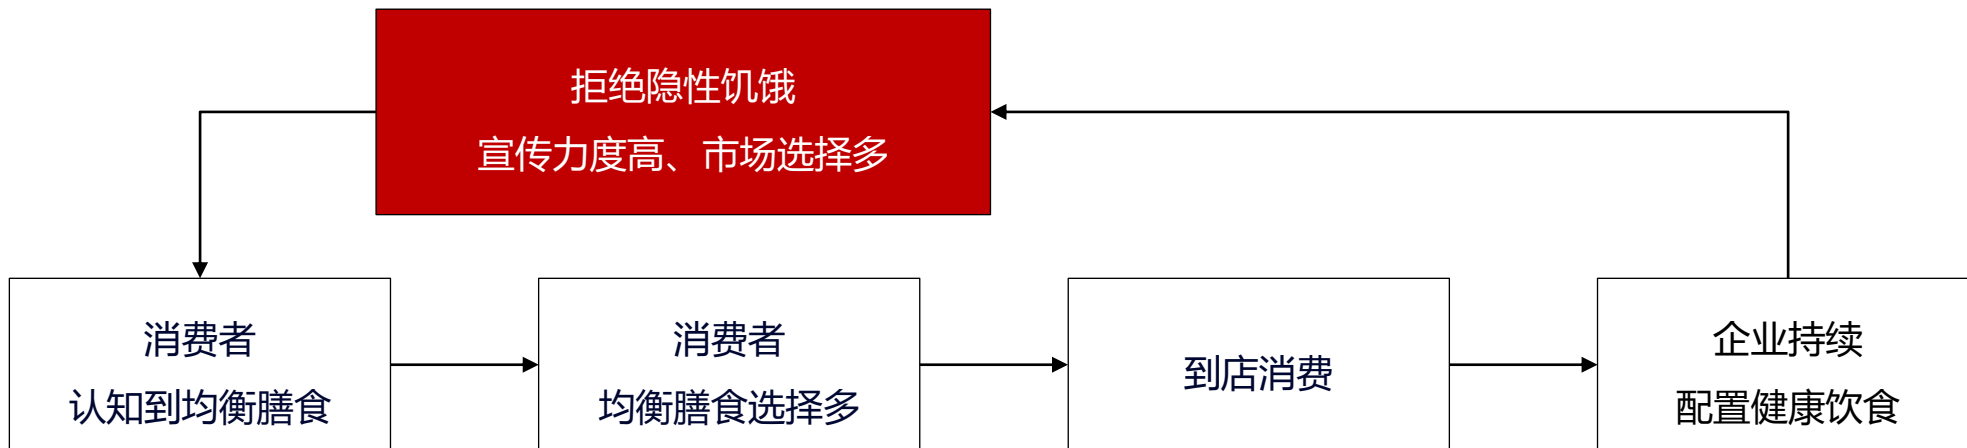 拒绝隐性饥饿
宣传力度高、市场选择多
消费者
认知到均衡膳食
消费者
均衡膳食选择多
到店消费
企业持续
配置健康饮食